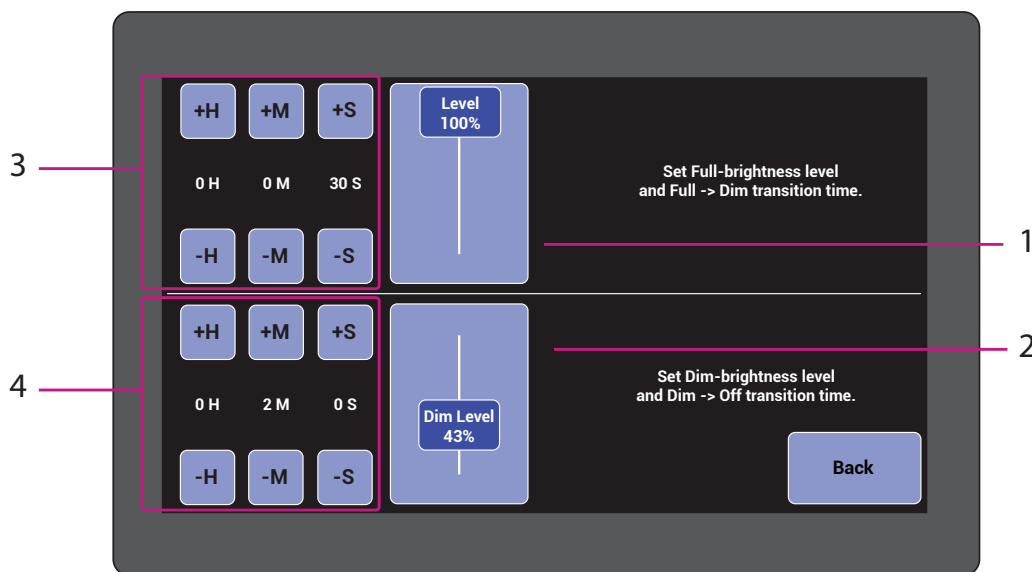 +H +M +S
Level
100%
3
0 H 0 M 30 S
Set Full-brightness level
and Full -> Dim transition time.
-H -M -S
1
+H +M +S
2
4
0 H 2 M 0 S
Dim Level
43%
Set Dim-brightness level
and Dim -> Off transition time.
-H -M -S
Back